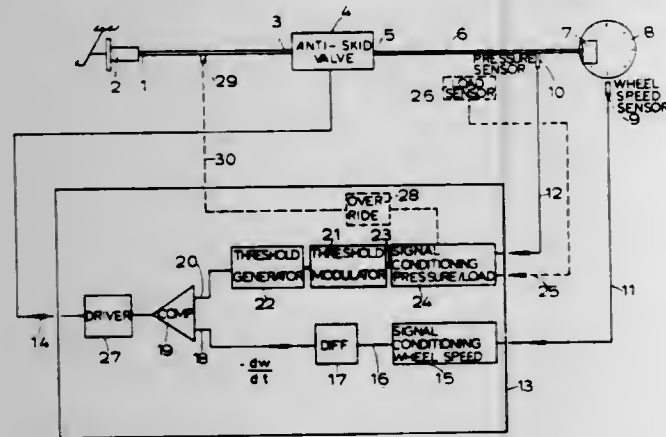 3
4
ANTI-SKID
VALVE
5
6
7
8
2
1
29
PRESSURE
SENSOR
10
LOAD
SENSOR
26
WHEEL
SPEED
SENSOR
9
30
12
OVER
RIDE
28
21
23
20
THRESHOLD
GENERATOR
22
THRESHOLD
MODULATOR
SIGNAL
CONDITIONING
PRESSURE/LOAD
24
25
11
14
DRIVER
27
COMP
19
18
-dw
dt
DIFF
17
16
SIGNAL
CONDITIONING
WHEEL SPEED
15
13